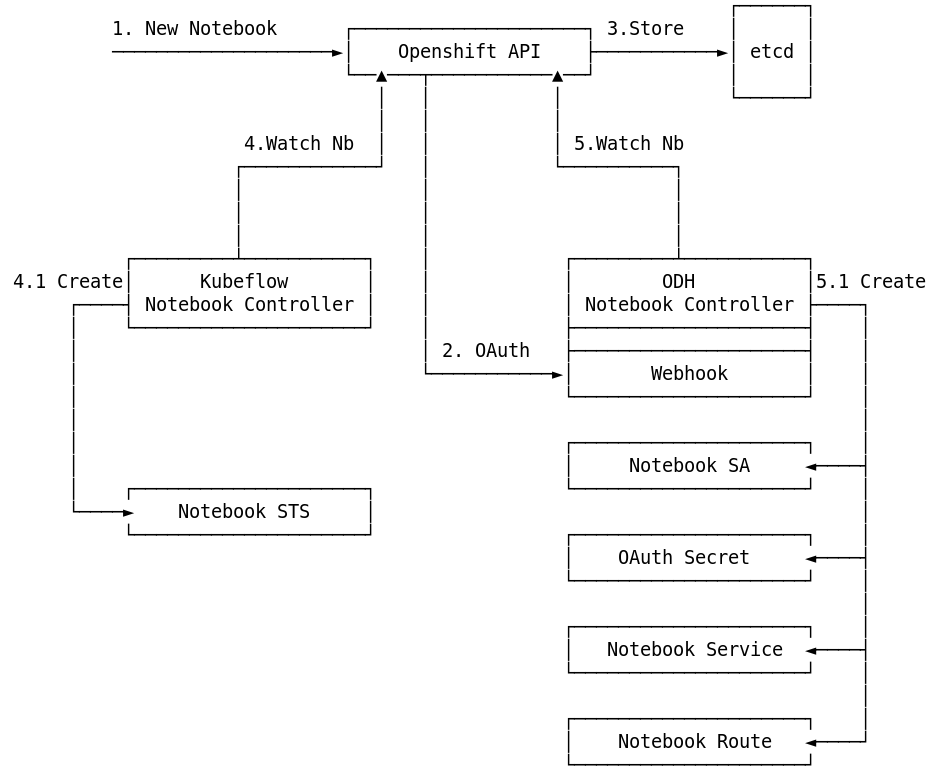 1. New Notebook
Openshift API
3.Store
etcd
4.Watch Nb
5.Watch Nb
4.1 Create
Kubeflow
Notebook Controller
ODH
Notebook Controller
5.1 Create
2. OAuth
Webhook
Notebook SA
Notebook STS
OAuth Secret
Notebook Service
Notebook Route